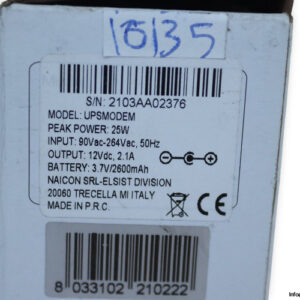 10135
S/N: 2103AA02376
MODEL: UPSMODEM
PEAK POWER: 25W
INPUT: 90Vac-264Vac, 50Hz
OUTPUT: 12Vdc, 2.1A
BATTERY: 3.7V/2600mAh
NAICON SRL-ELSIST DIVISION
20060 TRECELLA MI ITALY
MADE IN P.R.C.
CE
8 033102 210222